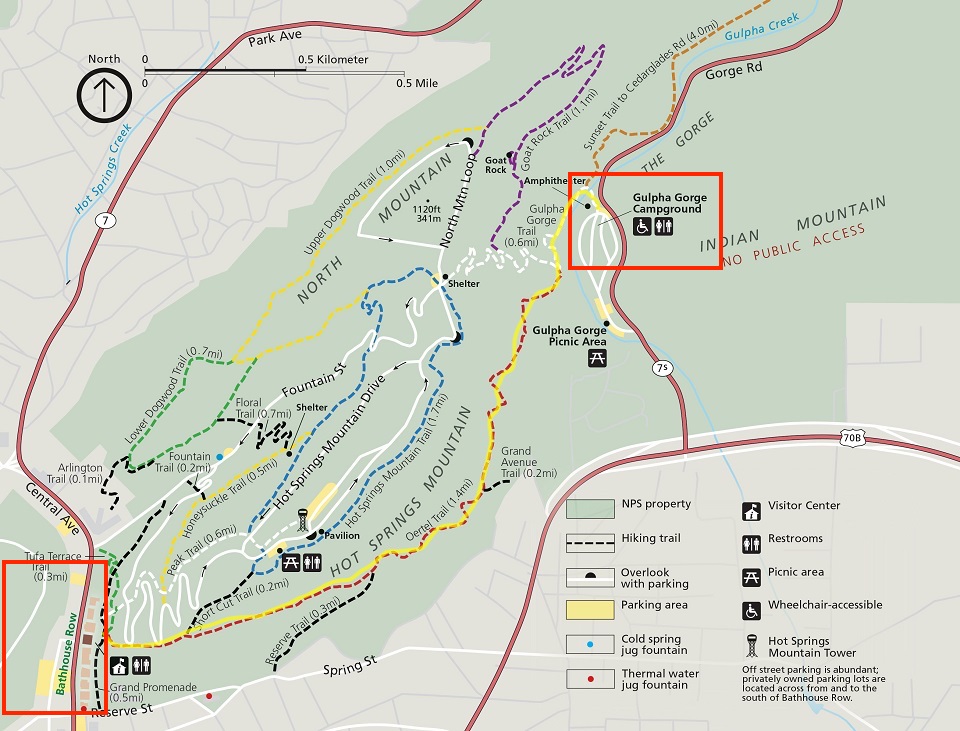 Park Ave
Gulpha Creek
North
0
0.5 Kilometer
0
0.5 Mile
Gorge Rd
Sunset Trail to Cedarglades Rd (4.0mi)
Hot Springs Creek
7
Goat Rock Trail (1.1mi)
THE GORGE
Upper Dogwood Trail (1.0mi)
MOUNTAIN
North Mtn Loop
Goat
Rock
Amphitheater
1120ft
341m
Gulpha
Gorge
Trail
(0.6mi)
Gulpha Gorge
Campground
INDIAN MOUNTAIN
NO PUBLIC ACCESS
NORTH
Shelter
Gulpha Gorge
Picnic Area
7S
Lower Dogwood Trail (0.7mi)
Fountain St
Floral
Trail (0.7mi)
Shelter
Hot Springs Mountain Drive
Hot Springs Mountain Trail (1.7mi)
70B
Arlington
Trail
(0.1mi)
Fountain
Trail
(0.2mi)
Honeysuckle Trail (0.5mi)
Grand
Avenue
Trail (0.2mi)
Central Ave
Peak Trail (0.6mi)
Pavilion
HOT SPRINGS MOUNTAIN
Oertel Trail (1.4mi)
Tufa Terrace
Trail
(0.3mi)
Short Cut Trail (0.2mi)
Reserve Trail (0.3mi)
Bathhouse Row
Grand Promenade
(0.5mi)
Spring St
Reserve St
NPS property
Hiking trail
Overlook
with parking
Parking area
Cold spring
jug fountain
Thermal water
jug fountain
Visitor Center
Restrooms
Picnic area
Wheelchair-accessible
Hot Springs
Mountain Tower
Off street parking is abundant;
privately owned parking lots are
located across from and to the
south of Bathhouse Row.